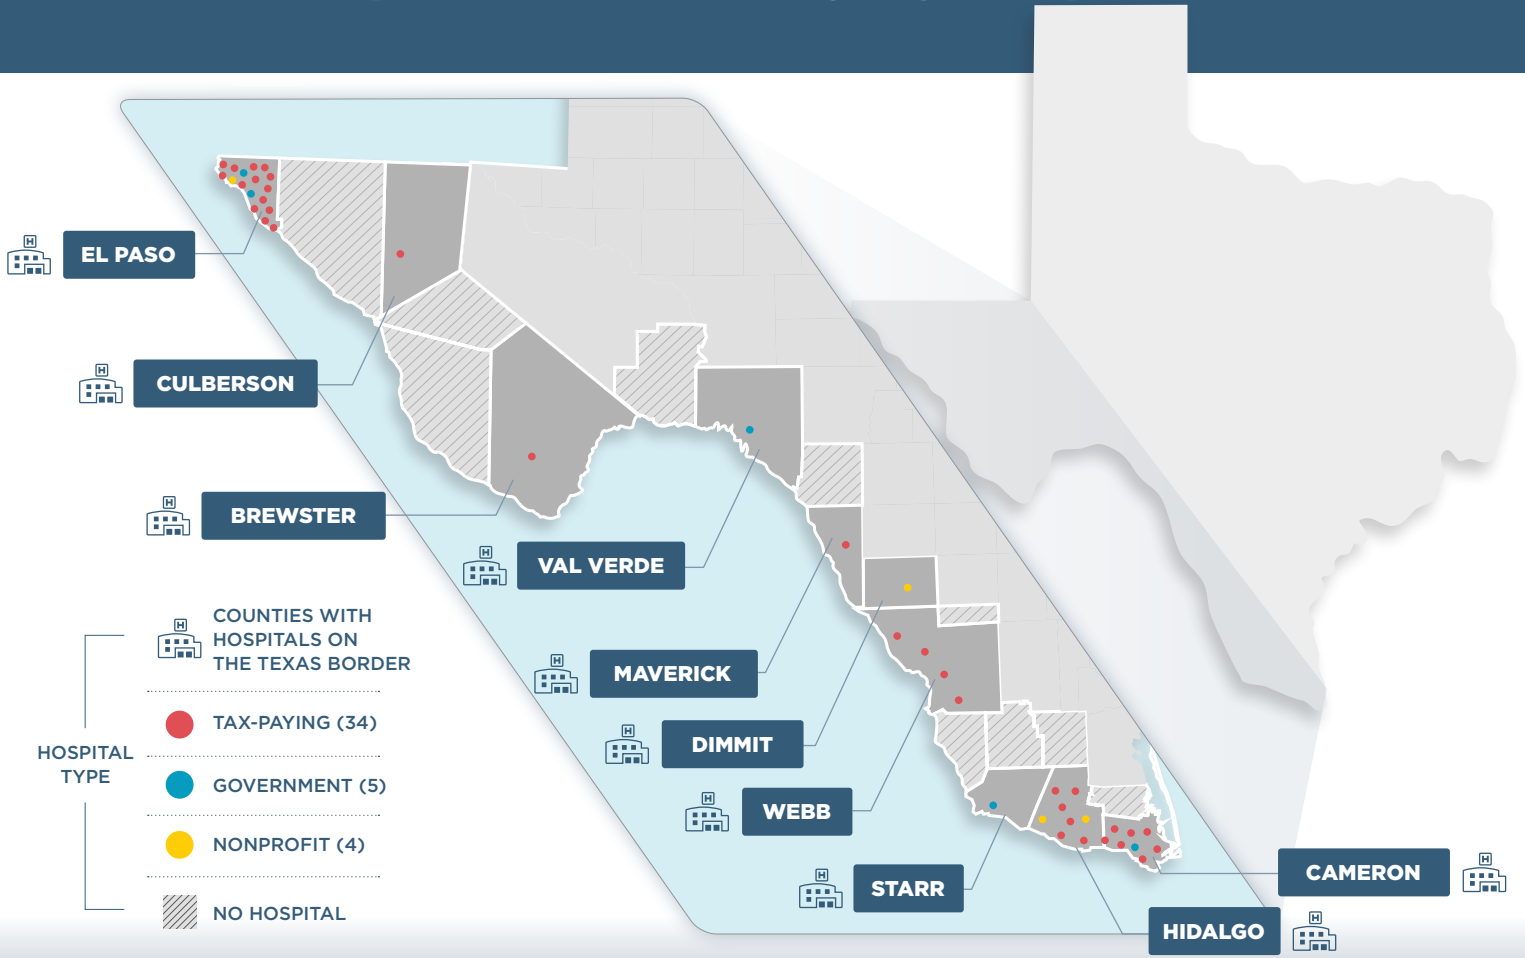 EL PASO
CULBERSON
BREWSTER
VAL VERDE
MAVERICK
DIMMIT
WEBB
STARR
CAMERON
HIDALGO
HOSPITAL
TYPE
H
COUNTIES WITH
HOSPITALS ON
THE TEXAS BORDER
TAX-PAYING (34)
GOVERNMENT (5)
NONPROFIT (4)
NO HOSPITAL